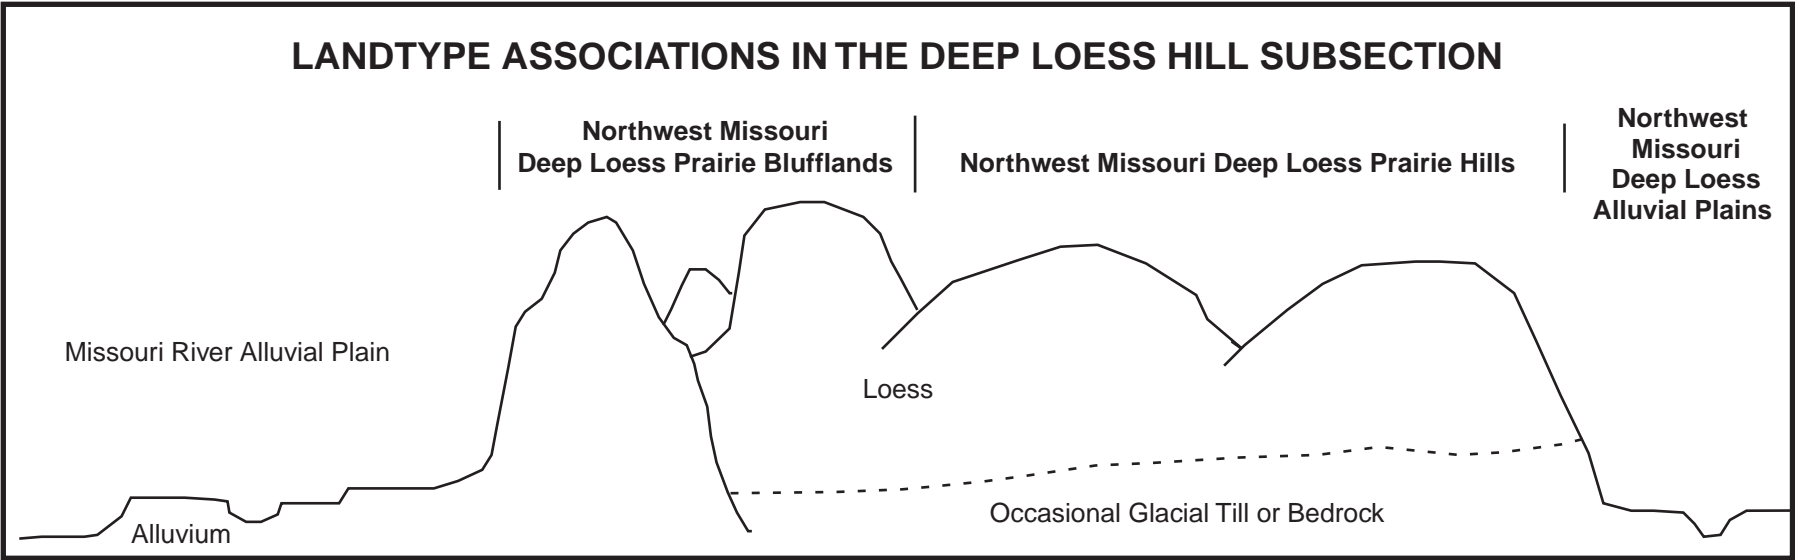 LANDTYPE ASSOCIATIONS IN THE DEEP LOESS HILL SUBSECTION
Northwest Missouri
Deep Loess Prairie Blufflands
Northwest Missouri Deep Loess Prairie Hills
Northwest
Missouri
Deep Loess
Alluvial Plains
Missouri River Alluvial Plain
Loess
Occasional Glacial Till or Bedrock
Alluvium